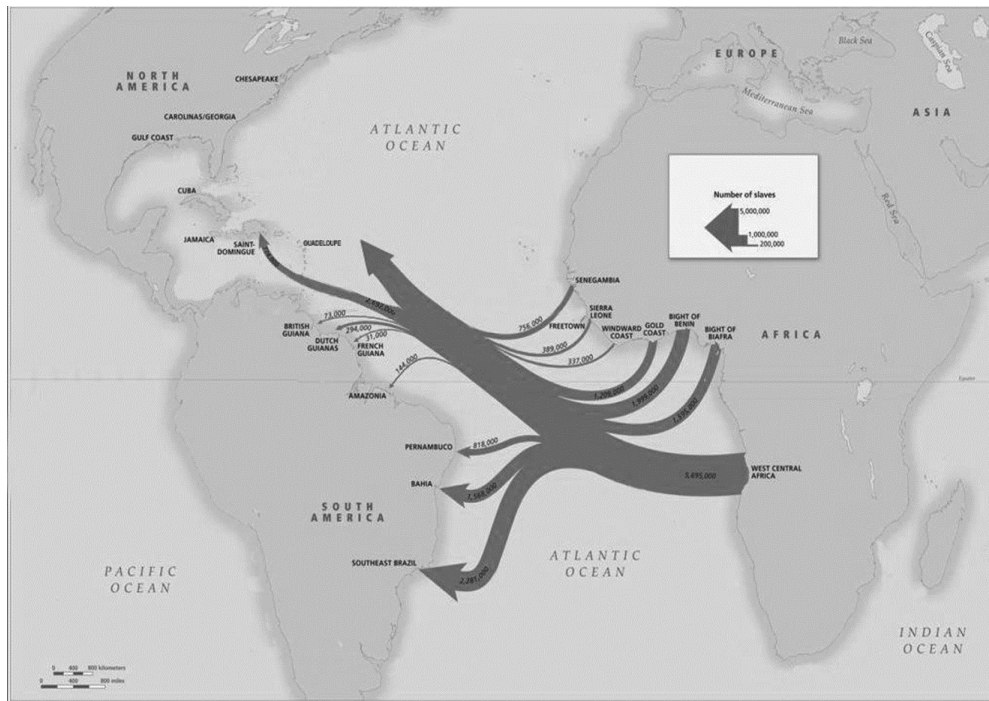 NORTH
AMERICA
CHESAPEAKE
CAROLINAS/GEORGIA
GULF COAST
ATLANTIC
OCEAN
EUROPE
Black Sea
Caspian Sea
Mediterranean Sea
ASIA
Red Sea
CUBA
JAMAICA
SAINT-
DOMINGUE
GUADELOUPE
Number of slaves
5,000,000
1,000,000
200,000
SENEGAMBIA
SIERRA
LEONE
FREETOWN
WINDWARD
COAST
GOLD
COAST
BIGHT OF
BENIN
BIGHT OF
BIAFRA
AFRICA
756,000
389,000
337,000
1,209,000
1,999,000
73,000
294,000
31,000
144,000
BRITISH
GUIANA
DUTCH
GUIANAS
FRENCH
GUIANA
AMAZONIA
Equator
PERNAMBUCO
818,000
BAHIA
WEST CENTRAL
AFRICA
SOUTH
AMERICA
SOUTHEAST BRAZIL
ATLANTIC
OCEAN
PACIFIC
OCEAN
INDIAN
OCEAN
0 400 800 kilometers
0 400 800 miles